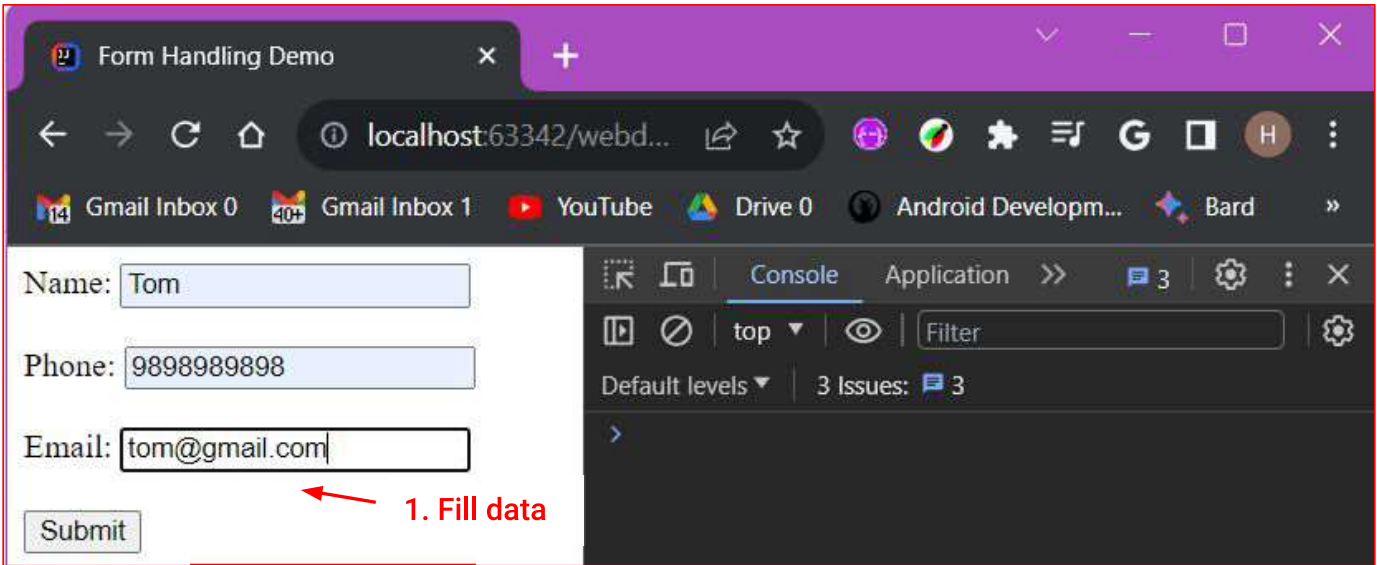 Form Handling Demo
localhost:63342/webd...
G
H
14 Gmail Inbox 0 40+ Gmail Inbox 1 YouTube Drive 0 Android Developm... Bard »
Name: Tom
Phone: 9898989898
Email: tom@gmail.com
1. Fill data
Submit
Console Application 3
top Filter
Default levels 3 Issues: 3